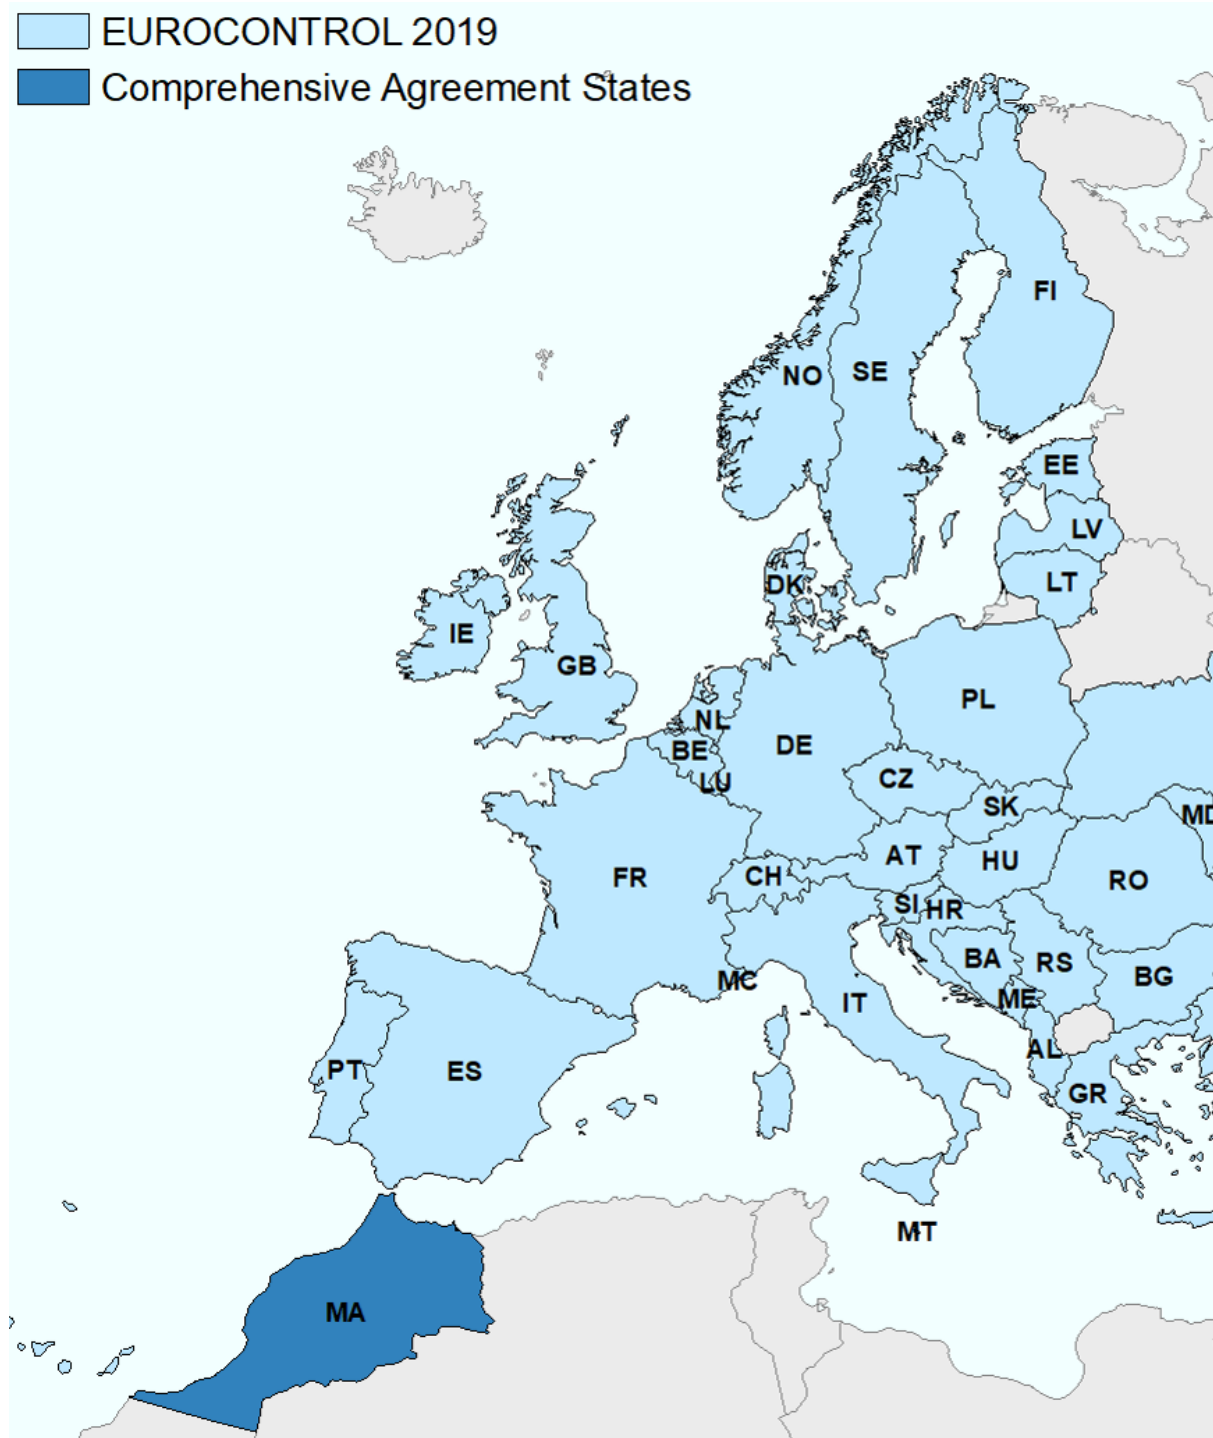 EUROCONTROL 2019
Comprehensive Agreement States
FI
NO
SE
EE
LV
LT
DK
IE
GB
PL
NL
DE
BE
LU
CZ
SK
MD
AT
HU
FR
CH
RO
SI
HR
BA
RS
BG
MC
ME
IT
AL
PT
ES
GR
MT
MA